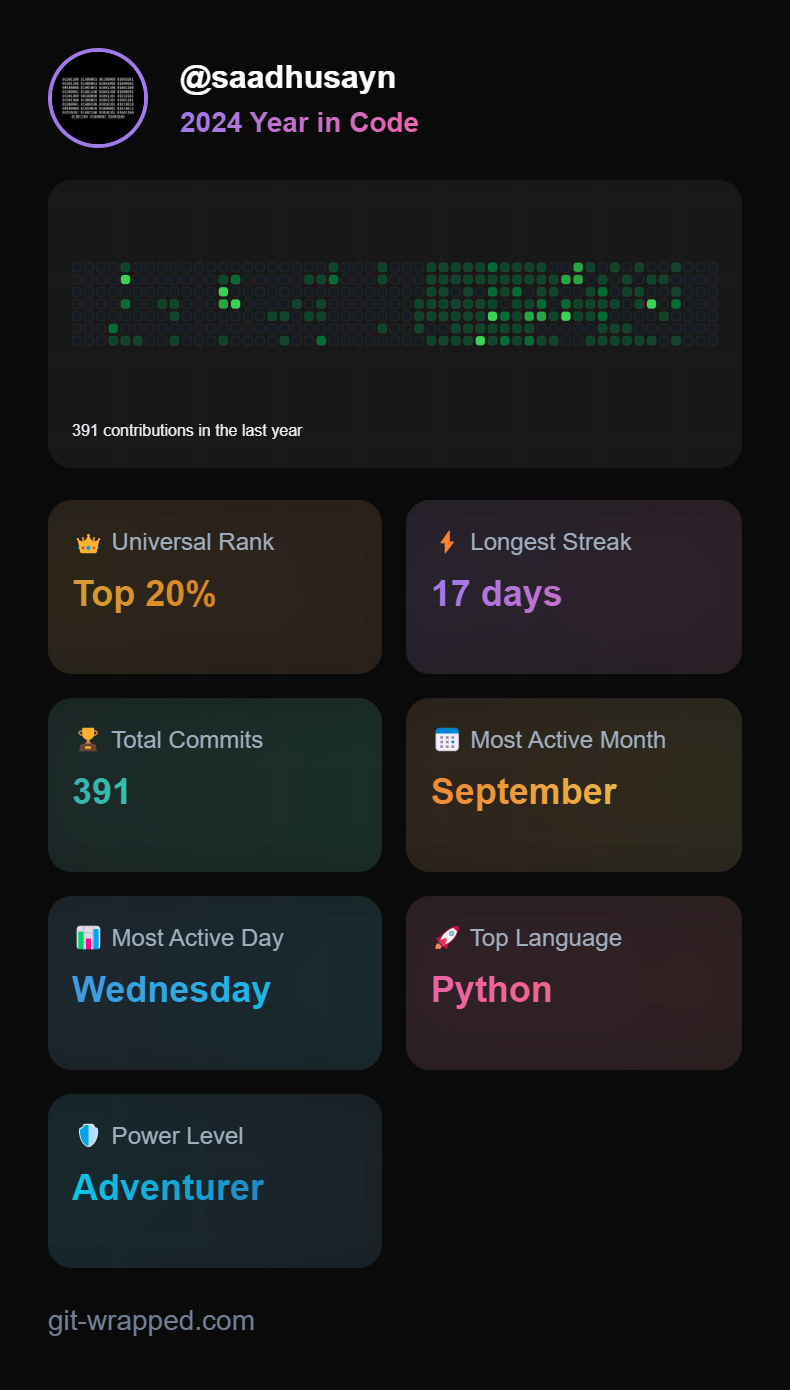 @saadhusayn
2024 Year in Code
391 contributions in the last year
Universal Rank
Top 20%
Longest Streak
17 days
Total Commits
391
Most Active Month
September
Most Active Day
Wednesday
Top Language
Python
Power Level
Adventurer
git-wrapped.com